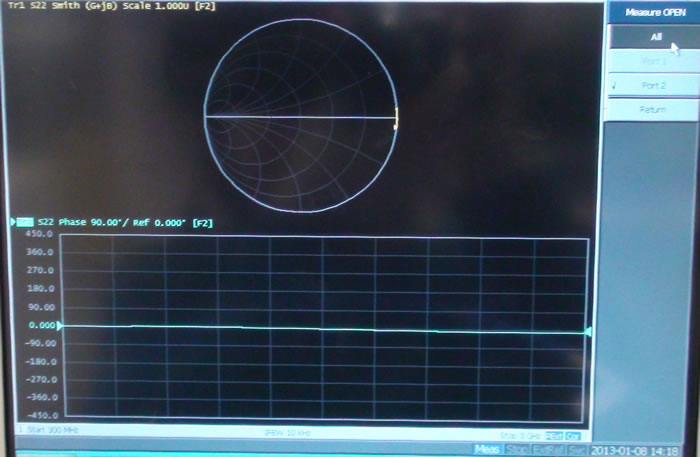 Tr1 S22 Smith (G+jB) Scale 1.000U [F2]
S22 Phase 90.00°/ Ref 0.000° [F2]
450.0
360.0
270.0
180.0
90.00
0.000
-90.00
-180.0
-270.0
-360.0
-450.0
1 Start 300 MHz IFBW 10 kHz Stop 3 GHz Cor
Meas Stop ExtRef Svc 2013-01-08 14:18
Measure OPEN
All
Port 1
Port 2
Return